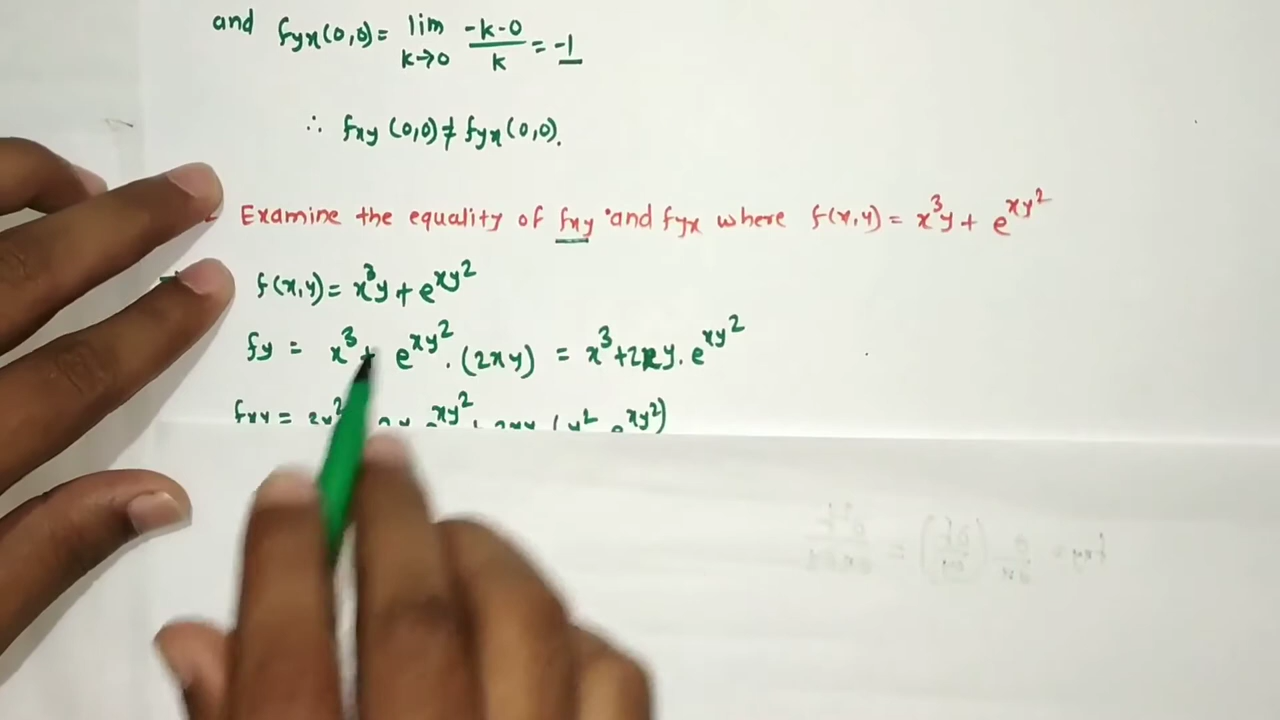 and fyx(0,0) = lim k→0 (-k-0)/k = -1
∴ fxy (0,0) ≠ fyx (0,0).
Examine the equality of fxy and fyx where f(x,y) = x³y + e^(xy²)
f(x,y) = x³y + e^(xy²)
fy = x³ + e^(xy²) . (2xy) = x³ + 2xy. e^(xy²)
fxy =